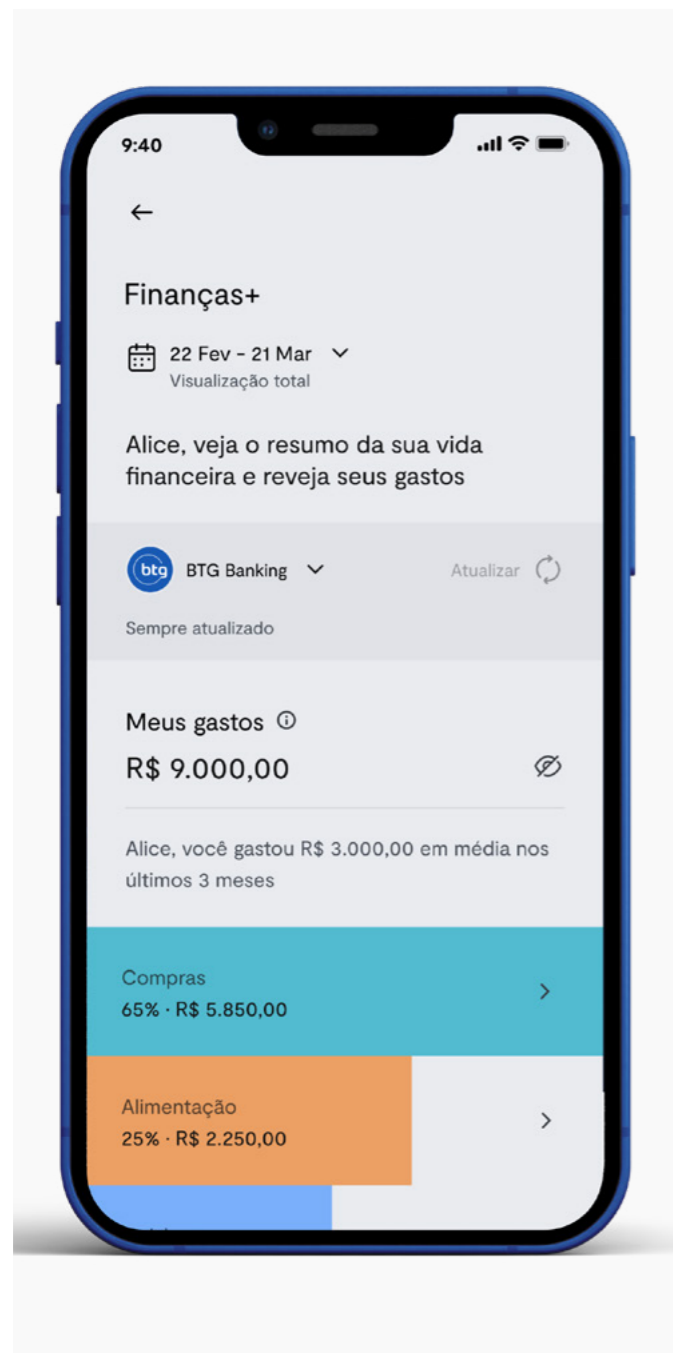 9:40
Finanças+
22 Fev - 21 Mar
Visualização total
Alice, veja o resumo da sua vida
financeira e reveja seus gastos
btg BTG Banking Atualizar
Sempre atualizado
Meus gastos
R$ 9.000,00
Alice, você gastou R$ 3.000,00 em média nos
últimos 3 meses
Compras
65% · R$ 5.850,00
Alimentação
25% · R$ 2.250,00